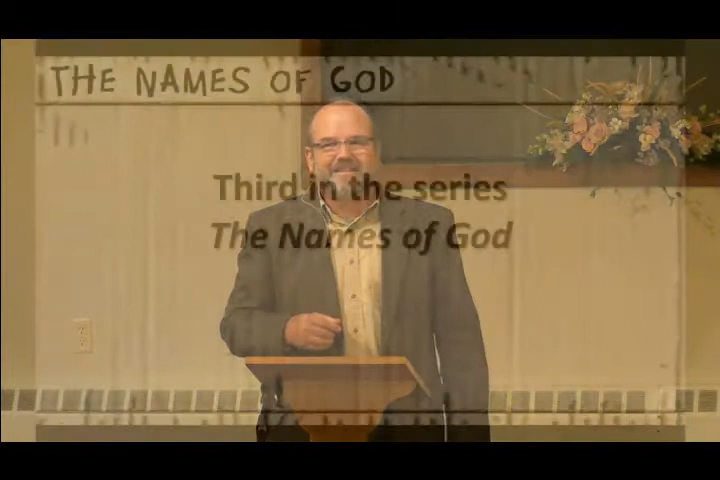 THE NAMES OF GOD
Third in the series
The Names of God